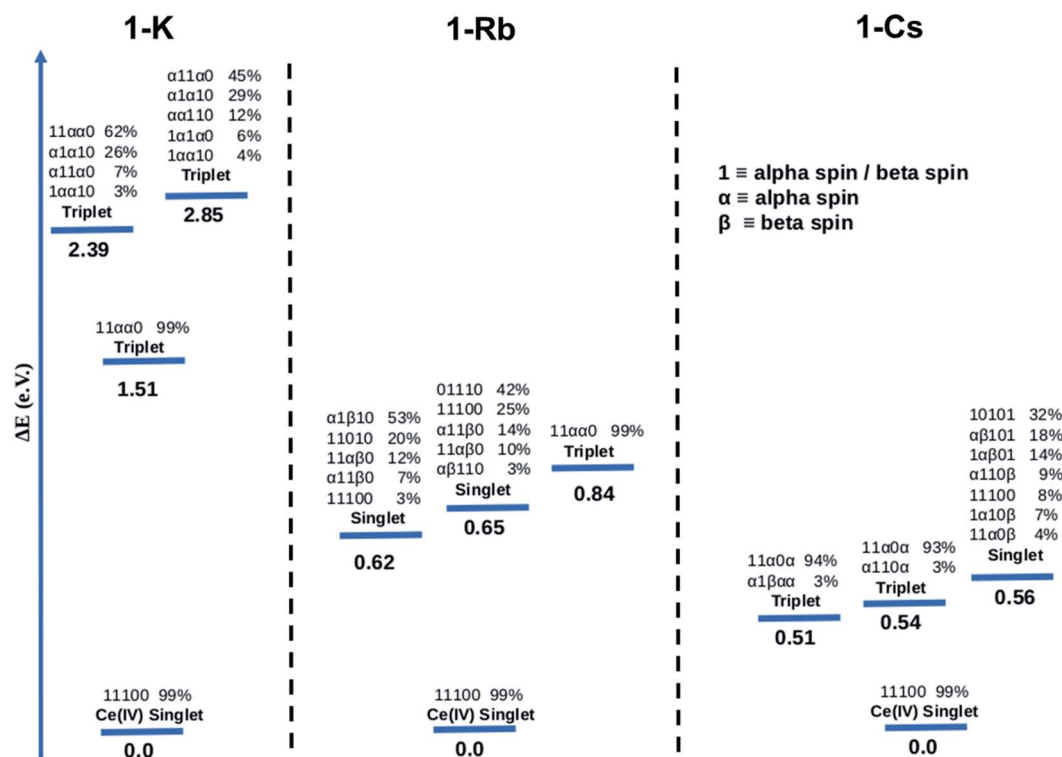 1-K
1-Rb
1-Cs
ΔE (e.V.)
11αα0 62%
α1α10 26%
α11α0 7%
1αα10 3%
Triplet
2.39
α11α0 45%
α1α10 29%
αα110 12%
1α1α0 6%
1αα10 4%
Triplet
2.85
11αα0 99%
Triplet
1.51
11100 99%
Ce(IV) Singlet
0.0
α1β10 53%
11010 20%
11αβ0 12%
α11β0 7%
11100 3%
Singlet
0.62
01110 42%
11100 25%
α11β0 14%
11αβ0 10%
αβ110 3%
Singlet
0.65
11αα0 99%
Triplet
0.84
11100 99%
Ce(IV) Singlet
0.0
1 ≡ alpha spin / beta spin
α ≡ alpha spin
β ≡ beta spin
11α0α 94%
α1βαα 3%
Triplet
0.51
11α0α 93%
α110α 3%
Triplet
0.54
10101 32%
αβ101 18%
1αβ01 14%
α110β 9%
11100 8%
1α10β 7%
11α0β 4%
Singlet
0.56
11100 99%
Ce(IV) Singlet
0.0